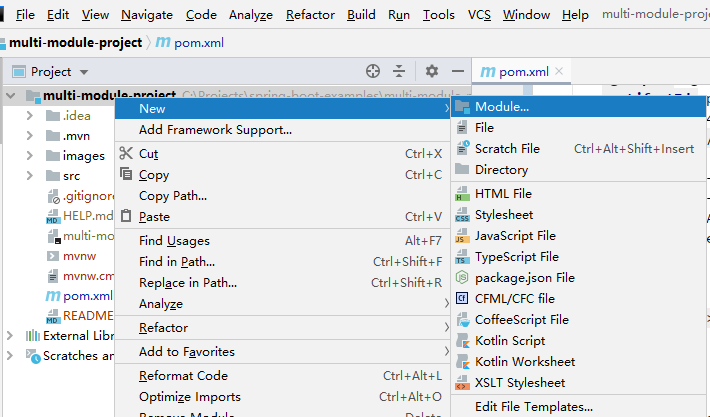 File Edit View Navigate Code Analyze Refactor Build Run Tools VCS Window Help multi-module-proj
multi-module-project pom.xml
Project
pom.xml
multi-module-project C:\Projects\spring-boot-examples\multi-module-p
.idea
.mvn
images
src
.gitignore
HELP.md
multi-mo
mvnw
mvnw.cm
pom.xml
README
External Libr
Scratches an
New
Add Framework Support...
Cut Ctrl+X
Copy Ctrl+C
Copy Path...
Paste Ctrl+V
Find Usages Alt+F7
Find in Path... Ctrl+Shift+F
Replace in Path... Ctrl+Shift+R
Analyze
Refactor
Add to Favorites
Reformat Code Ctrl+Alt+L
Optimize Imports Ctrl+Alt+O
Remove Module Delete
Module...
File
Scratch File Ctrl+Alt+Shift+Insert
Directory
HTML File
Stylesheet
JavaScript File
TypeScript File
package.json File
CFML/CFC file
CoffeeScript File
Kotlin Script
Kotlin Worksheet
XSLT Stylesheet
Edit File Templates...